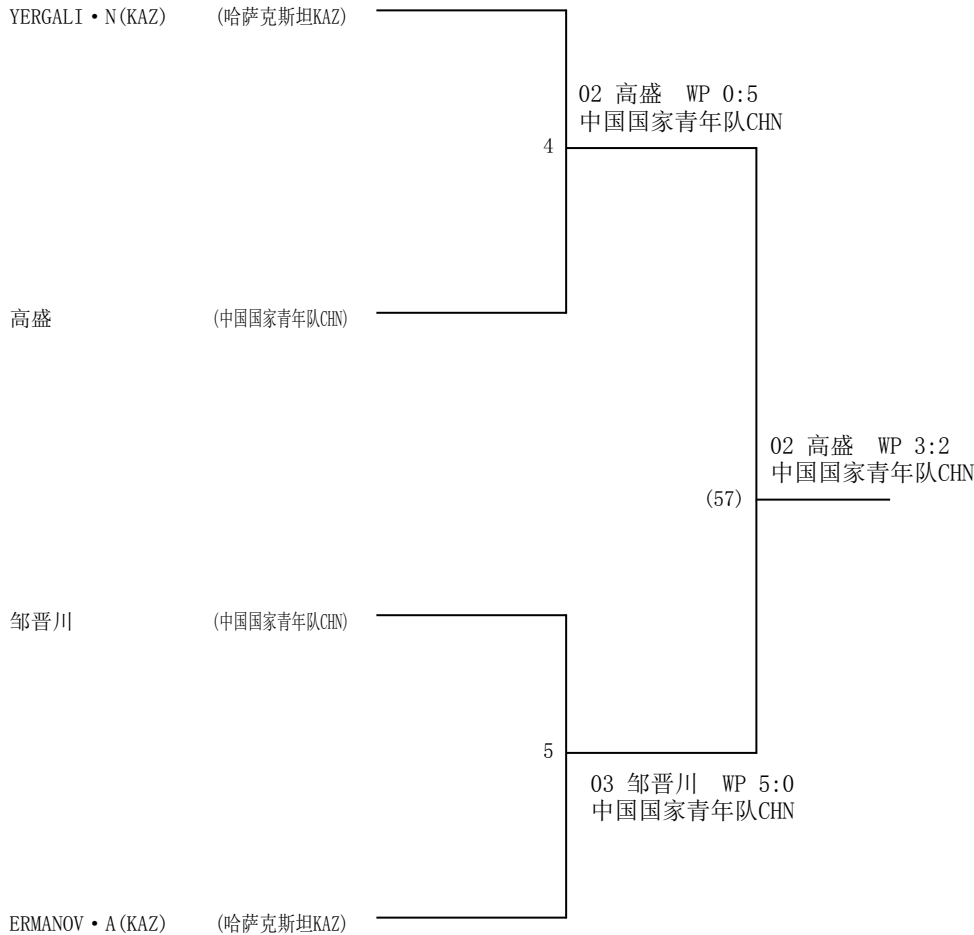 YERGALI·N(KAZ) (哈萨克斯坦KAZ)
02 高盛 WP 0:5
中国国家青年队CHN
4
高盛 (中国国家青年队CHN)
02 高盛 WP 3:2
中国国家青年队CHN
(57)
邹晋川 (中国国家青年队CHN)
5
03 邹晋川 WP 5:0
中国国家青年队CHN
ERMANOV·A(KAZ) (哈萨克斯坦KAZ)